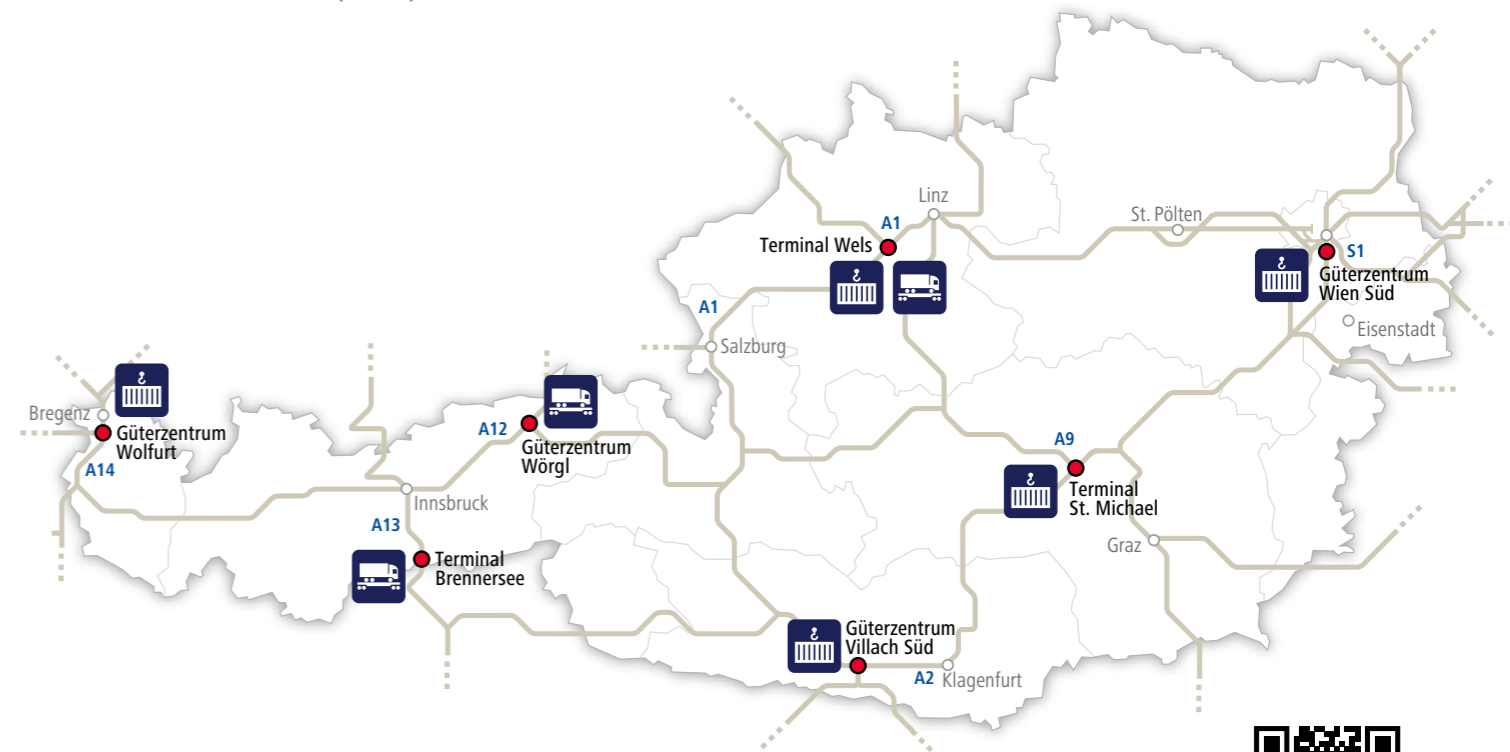 Linz
A1
St. Pölten
Terminal Wels
S1
Güterzentrum
Wien Süd
A1
Eisenstadt
Salzburg
Bregenz
Güterzentrum
Wolfurt
A12
Güterzentrum
Wörgl
A9
A14
Terminal
St. Michael
Innsbruck
A13
Graz
Terminal
Brennersee
Güterzentrum
Villach Süd
A2
Klagenfurt